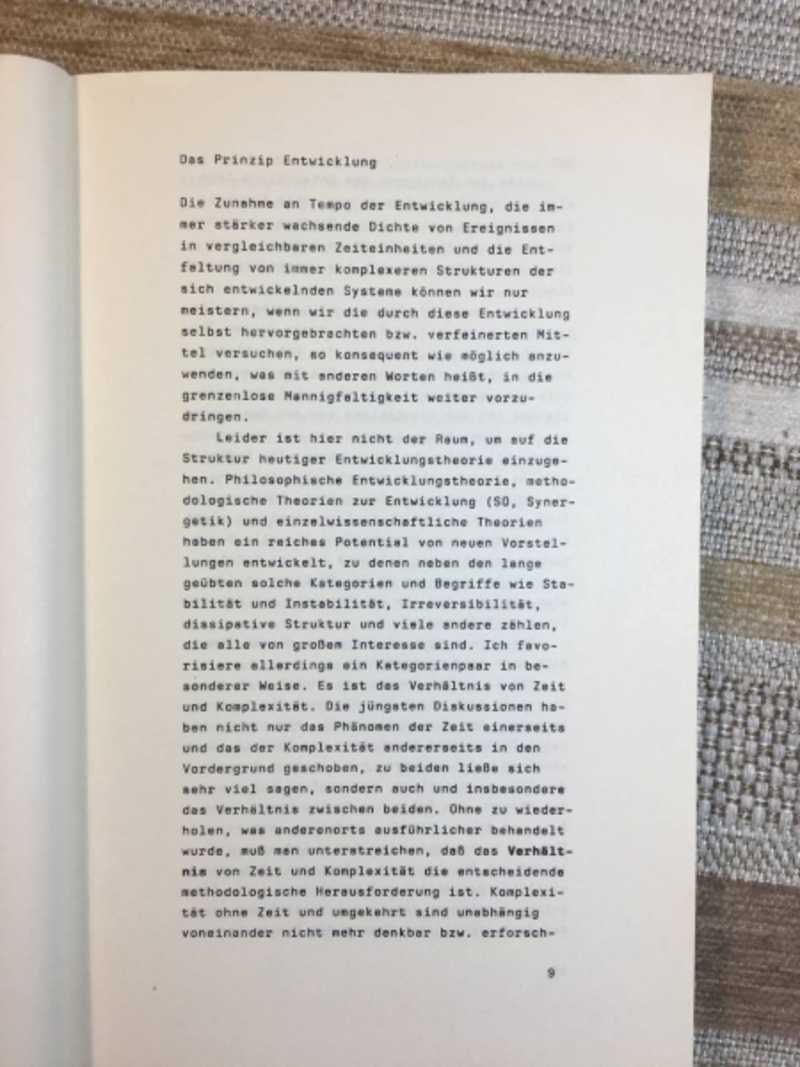 Das Prinzip Entwicklung
Die Zunahme an Tempo der Entwicklung, die im-
mer stärker wachsende Dichte von Ereignissen
in vergleichbaren Zeiteinheiten und die Ent-
faltung von immer komplexeren Strukturen der
sich entwickelnden Systeme können wir nur
meistern, wenn wir die durch diese Entwicklung
selbst hervorgebrachten bzw. verfeinerten Mit-
tel versuchen, so konsequent wie möglich anzu-
wenden, was mit anderen Worten heißt, in die
grenzenlose Mannigfaltigkeit weiter vorzu-
dringen.
Leider ist hier nicht der Raum, um auf die
Struktur heutiger Entwicklungstheorie einzuge-
hen. Philosophische Entwicklungstheorie, metho-
dologische Theorien zur Entwicklung (SO, Syner-
getik) und einzelwissenschaftliche Theorien
haben ein reiches Potential von neuen Vorstel-
lungen entwickelt, zu denen neben den lange
geübten solche Kategorien und Begriffe wie Sta-
bilität und Instabilität, Irreversibilität,
dissipative Struktur und viele andere zählen,
die alle von großem Interesse sind. Ich favo-
risiere allerdings ein Kategorienpaar in be-
sonderer Weise. Es ist das Verhältnis von Zeit
und Komplexität. Die jüngsten Diskussionen ha-
ben nicht nur das Phänomen der Zeit einerseits
und das der Komplexität andererseits in den
Vordergrund geschoben, zu beiden ließe sich
sehr viel sagen, sondern auch und insbesondere
das Verhältnis zwischen beiden. Ohne zu wieder-
holen, was anderenorts ausführlicher behandelt
wurde, muß man unterstreichen, daß das Verhält-
nis von Zeit und Komplexität die entscheidende
methodologische Herausforderung ist. Komplexi-
tät ohne Zeit und umgekehrt sind unabhängig
voneinander nicht mehr denkbar bzw. erforsch-
9